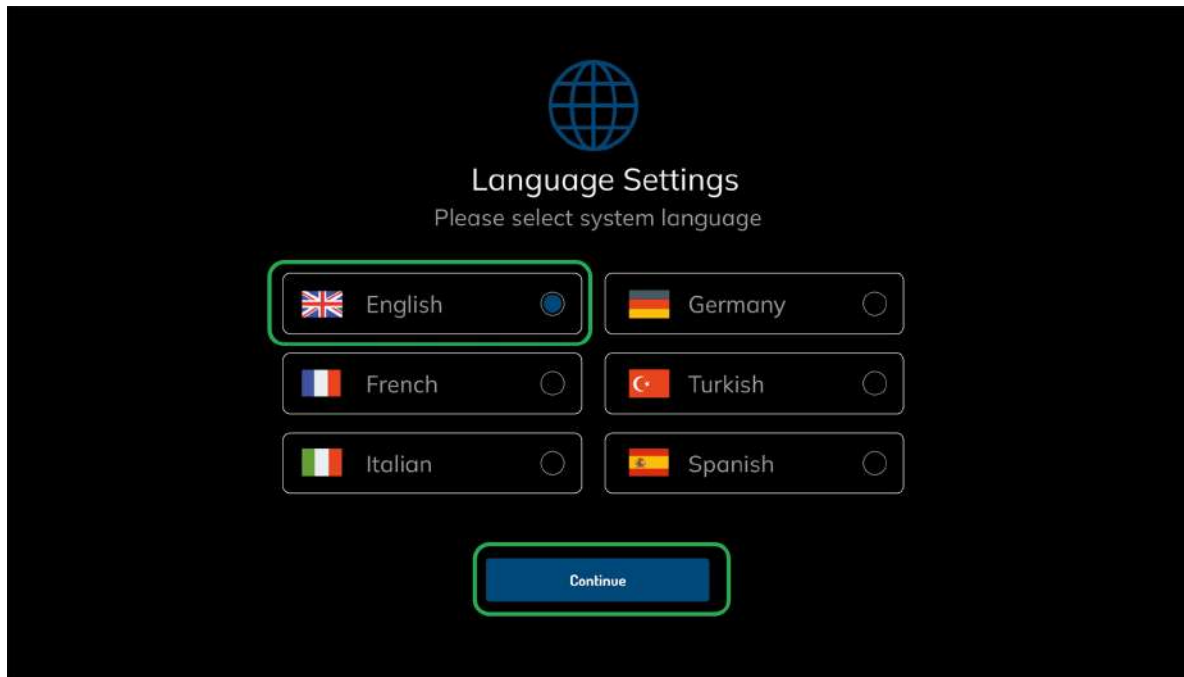 Language Settings
Please select system language
English
Germany
French
Turkish
Italian
Spanish
Continue